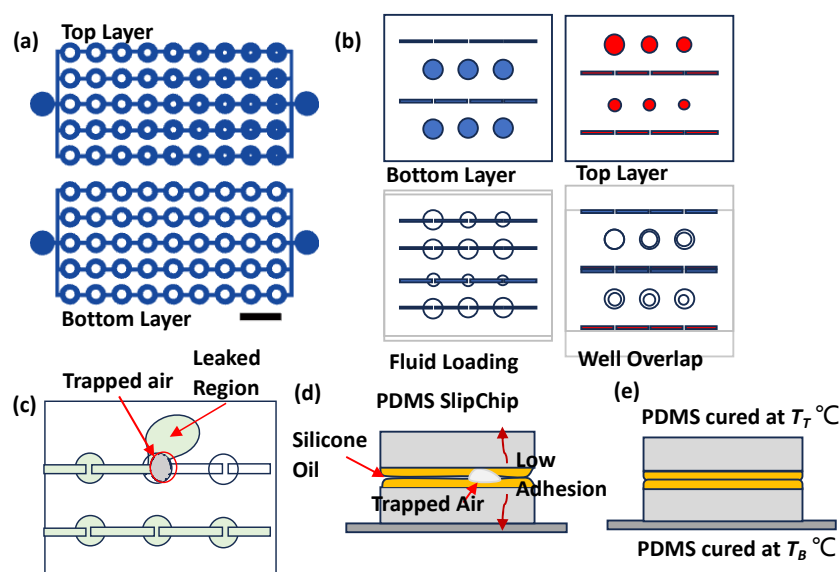 (a)
Top Layer
Bottom Layer
(b)
Bottom Layer
Top Layer
Fluid Loading
Well Overlap
(c)
Trapped air
Leaked
Region
(d)
PDMS SlipChip
Silicone
Oil
Trapped Air
Low
Adhesion
(e)
PDMS cured at T_T °C
PDMS cured at T_B °C